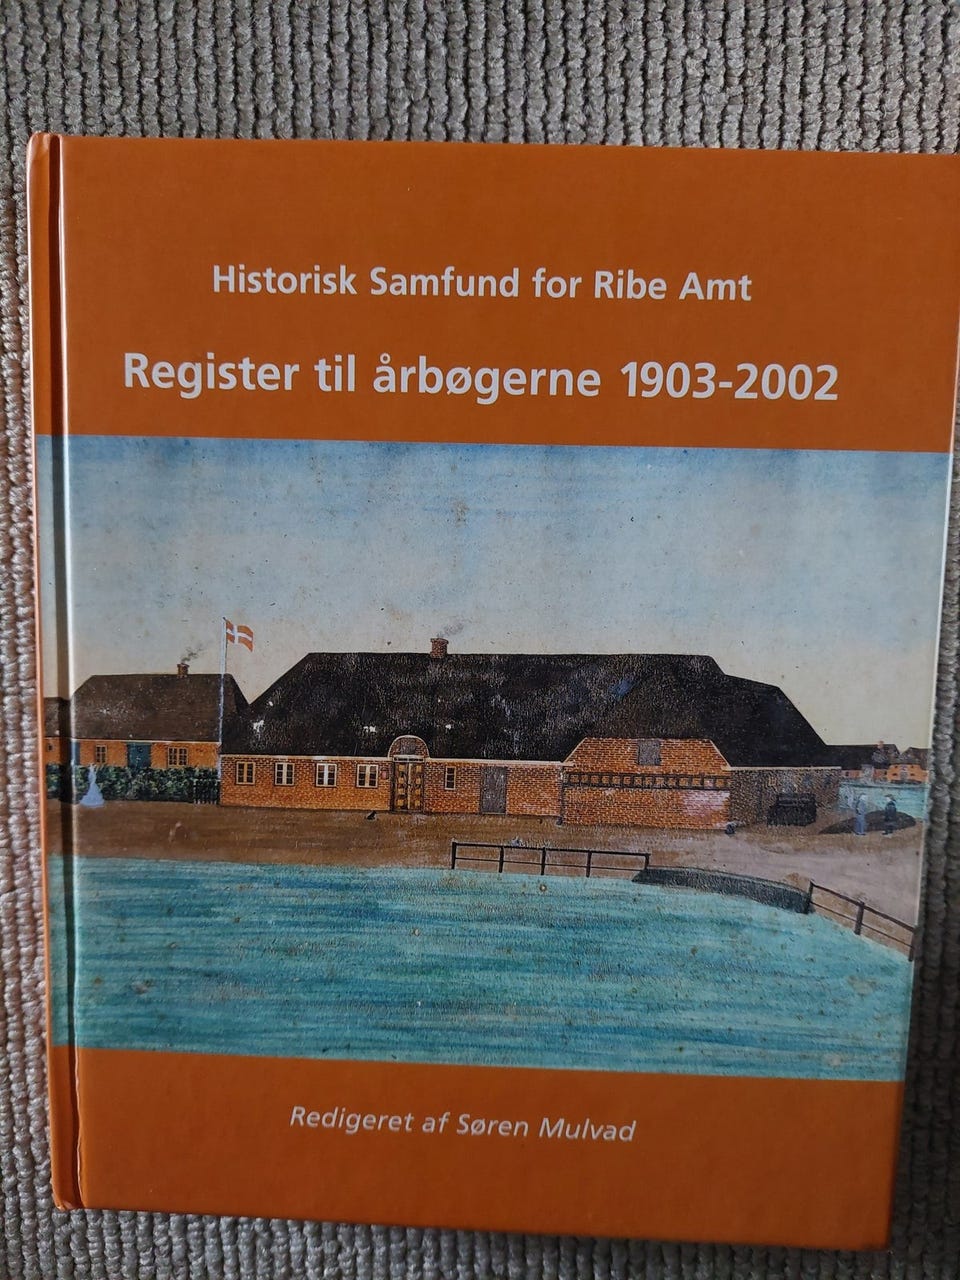 Historisk Samfund for Ribe Amt
Register til årbøgerne 1903-2002
Redigeret af Søren Mulvad